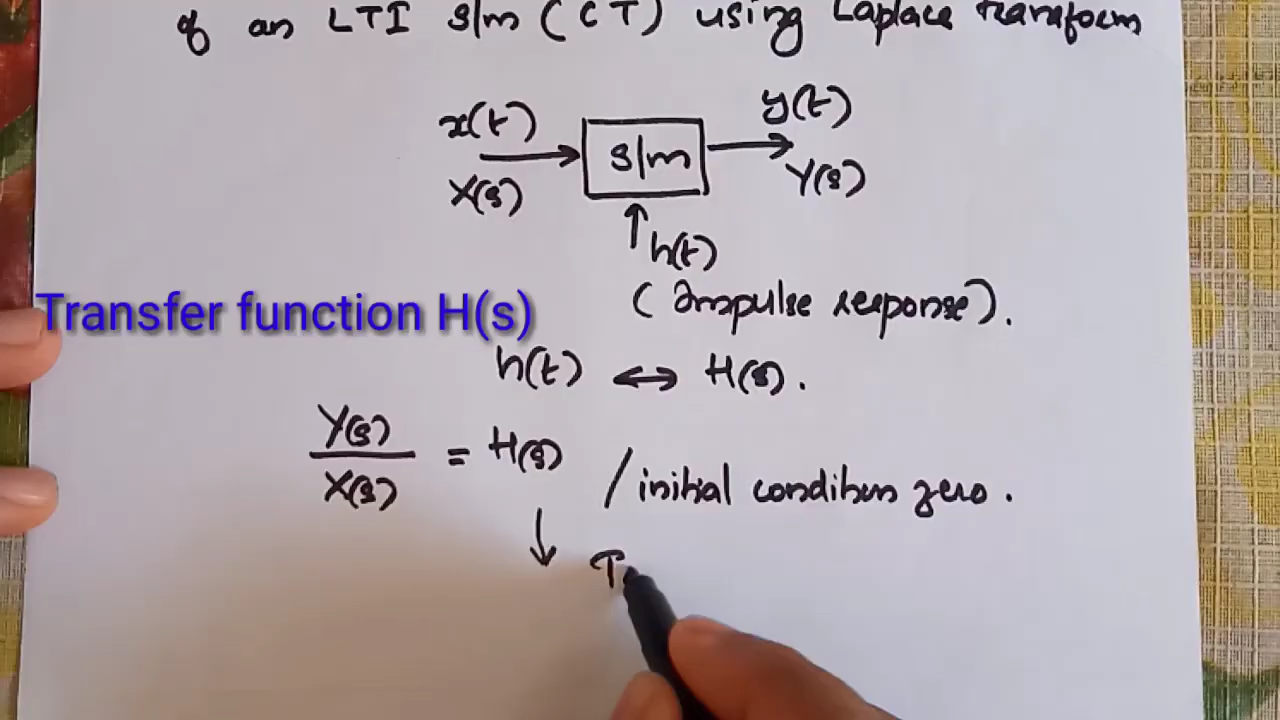 of an LTI s/m (CT) using Laplace transform
x(t) y(t)
s/m
X(s) Y(s)
h(t)
(Impulse response).
Transfer function H(s)
h(t) ↔ H(s).
Y(s)/X(s) = H(s) / initial condition zero.
T